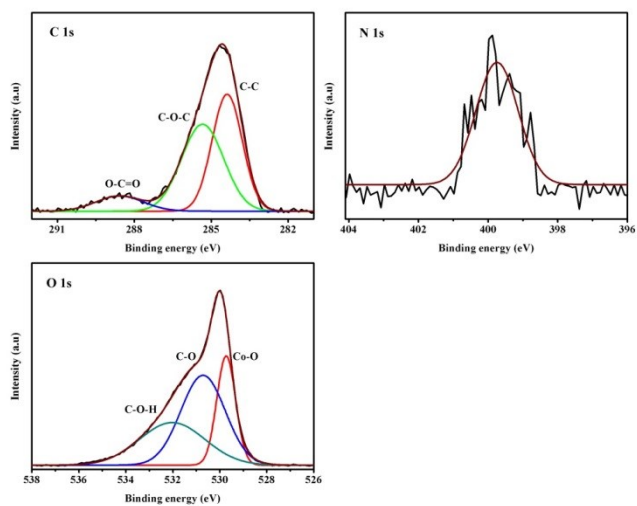 C 1s
C-C
C-O-C
O-C=O
Intensity (a.u)
291 288 285 282
Binding energy (eV)
N 1s
Intensity (a.u)
404 402 400 398 396
Binding energy (eV)
O 1s
C-O
Co-O
C-O-H
Intensity (a.u)
538 536 534 532 530 528 526
Binding energy (eV)